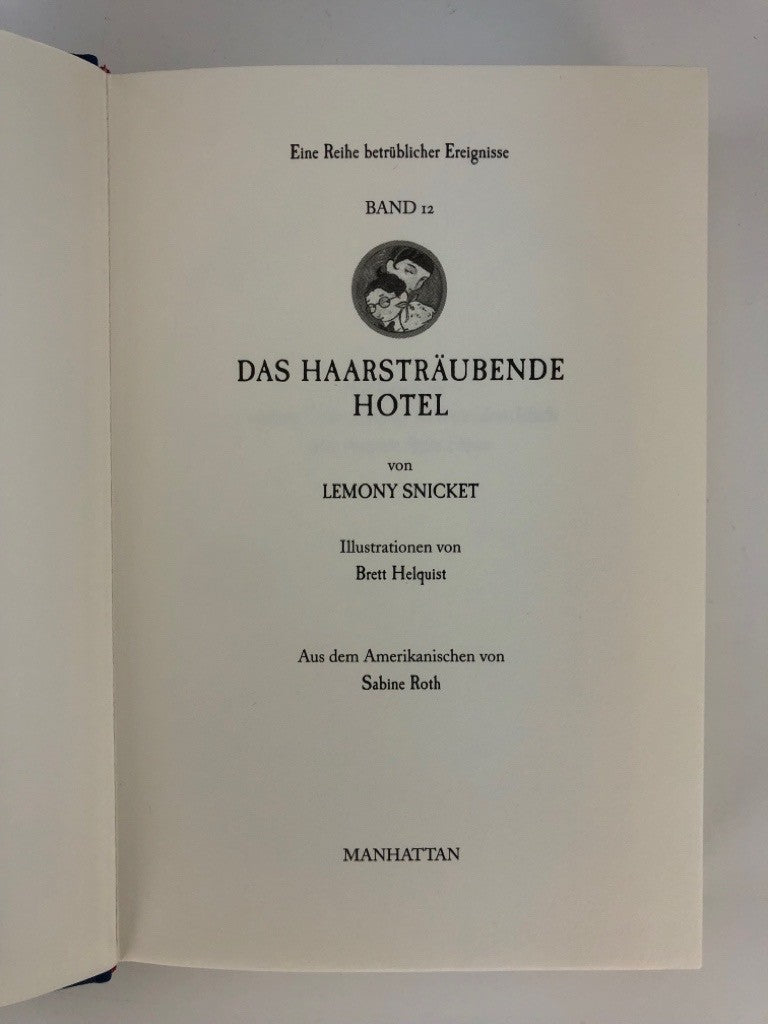 Eine Reihe betrüblicher Ereignisse
BAND 12
DAS HAARSTRÄUBENDE
HOTEL
von
LEMONY SNICKET
Illustrationen von
Brett Helquist
Aus dem Amerikanischen von
Sabine Roth
MANHATTAN